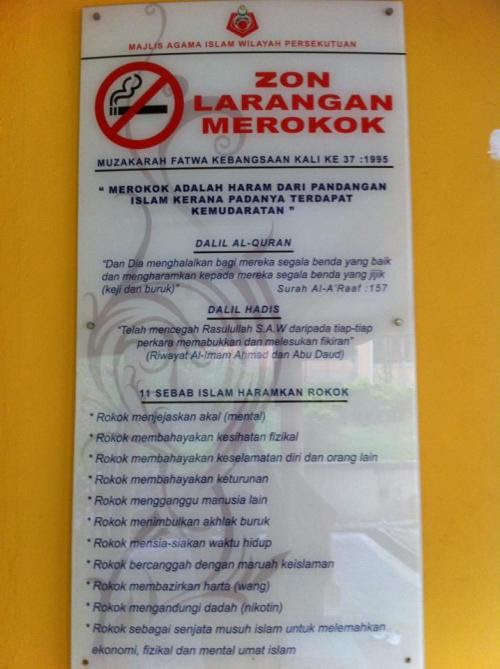 MAJLIS AGAMA ISLAM WILAYAH PERSEKUTUAN
ZON
LARANGAN
MEROKOK
MUZAKARAH FATWA KEBANGSAAN KALI KE 37 :1995
“ MEROKOK ADALAH HARAM DARI PANDANGAN
ISLAM KERANA PADANYA TERDAPAT
KEMUDARATAN ”
DALIL AL-QURAN
“Dan Dia menghalalkan bagi mereka segala benda yang baik
dan mengharamkan kepada mereka segala benda yang jijik
(keji dan buruk)” Surah Al-A'Raaf :157
DALIL HADIS
“Telah mencegah Rasulullah S.A.W daripada tiap-tiap
perkara memabukkan dan melesukan fikiran”
(Riwayat Al-Imam Ahmad dan Abu Daud)
11 SEBAB ISLAM HARAMKAN ROKOK
* Rokok menjejaskan akal (mental)
* Rokok membahayakan kesihatan fizikal
* Rokok membahayakan keselamatan diri dan orang lain
* Rokok membahayakan keturunan
* Rokok mengganggu manusia lain
* Rokok menimbulkan akhlak buruk
* Rokok mensia-siakan waktu hidup
* Rokok bercanggah dengan maruah keislaman
* Rokok membazirkan harta (wang)
* Rokok mengandungi dadah (nikotin)
* Rokok sebagai senjata musuh islam untuk melemahkan
ekonomi, fizikal dan mental umat islam